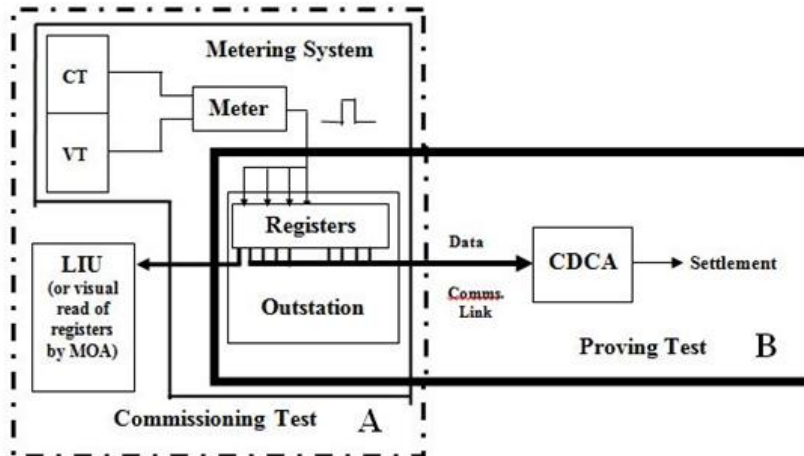 Metering System
CT
VT
Meter
Registers
Outstation
LIU
(or visual
read of
registers
by MOA)
Data
Comms.
Link
CDCA
Settlement
Proving Test
B
Commissioning Test
A